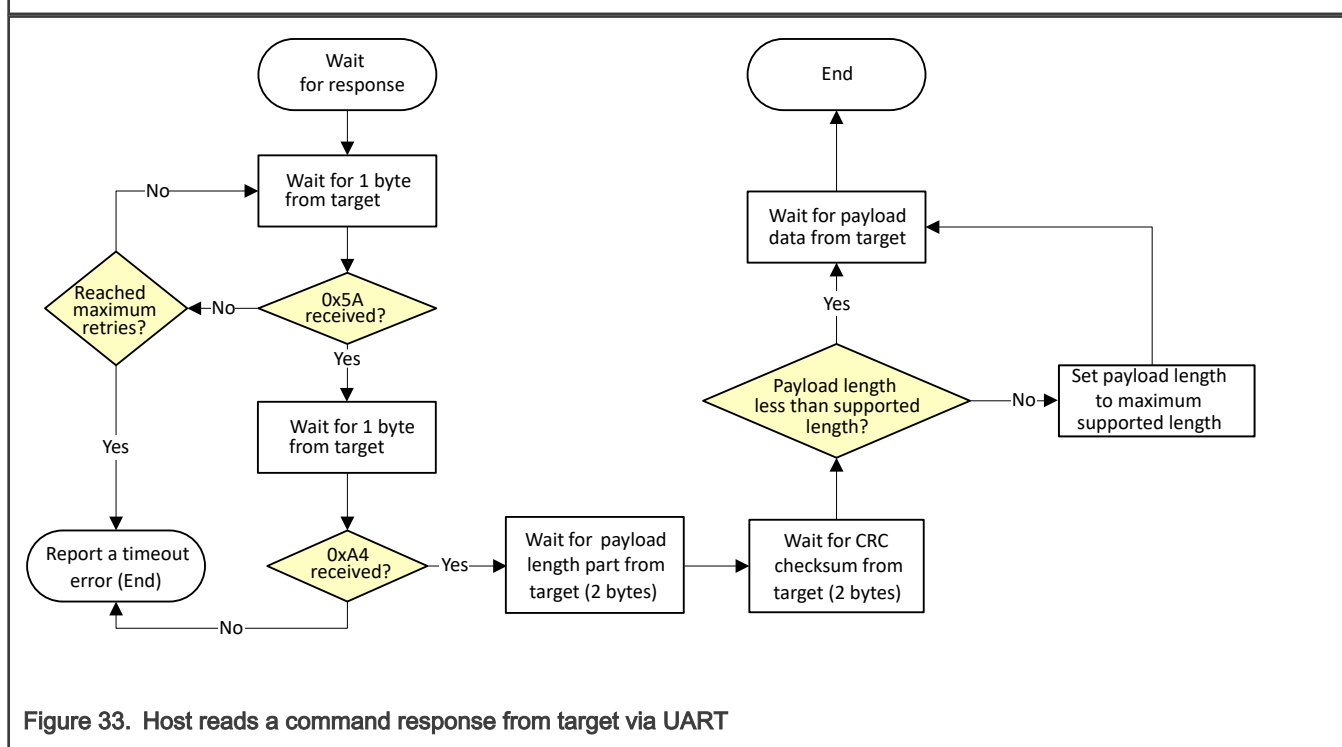 Wait
for response
Wait for 1 byte
from target
No
Reached
maximum
retries?
No
0x5A
received?
Yes
Wait for 1 byte
from target
Yes
Report a timeout
error (End)
0xA4
received?
No
Yes
Wait for payload
length part from
target (2 bytes)
Wait for CRC
checksum from
target (2 bytes)
Payload length
less than supported
length?
No
Set payload length
to maximum
supported length
Yes
Wait for payload
data from target
End
Figure 33. Host reads a command response from target via UART